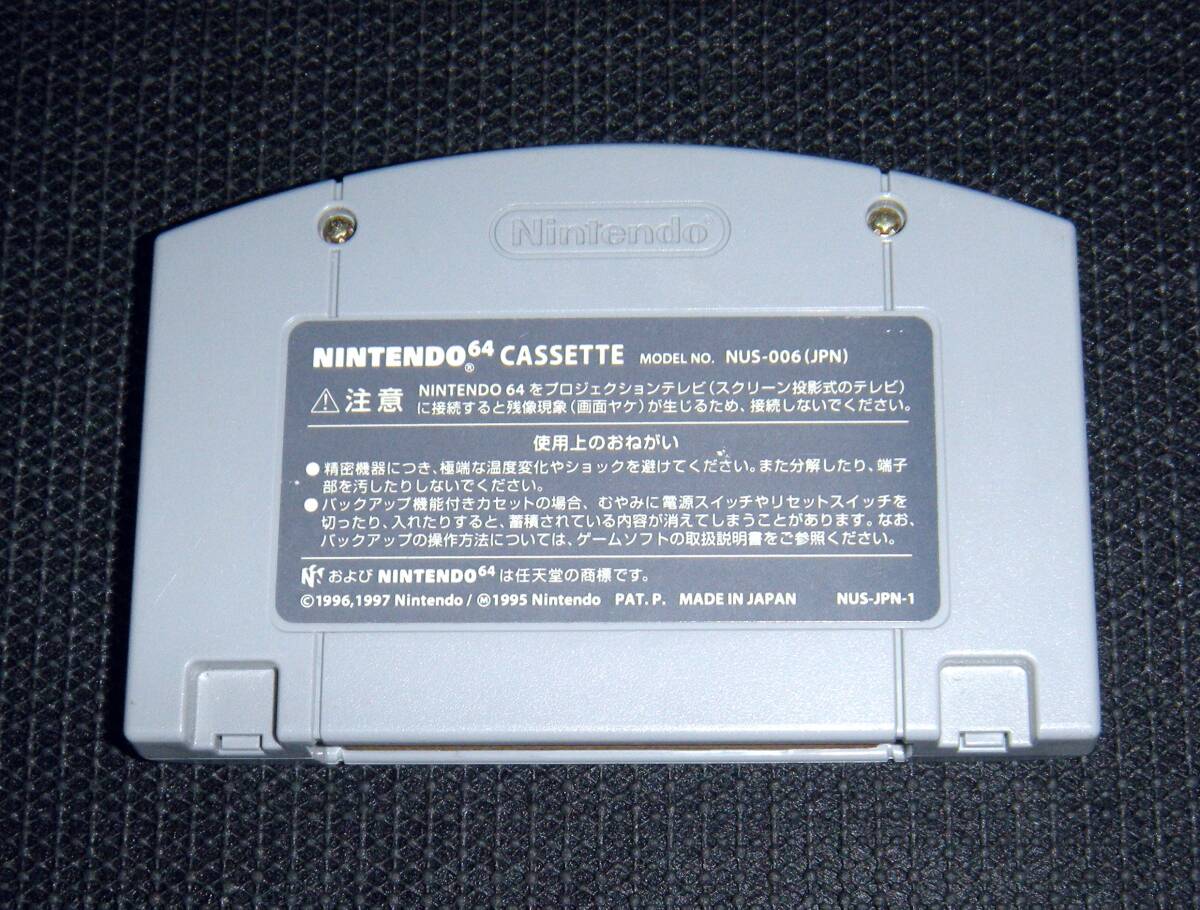 Nintendo
NINTENDO64® CASSETTE MODEL NO. NUS-006(JPN)
⚠注意 NINTENDO 64をプロジェクションテレビ(スクリーン投影式のテレビ)
に接続すると残像現象(画面ヤケ)が生じるため、接続しないでください。
使用上のおねがい
●精密機器につき、極端な温度変化やショックを避けてください。また分解したり、端子
部を汚したりしないでください。
●バックアップ機能付きカセットの場合、むやみに電源スイッチやリセットスイッチを
切ったり、入れたりすると、蓄積されている内容が消えてしまうことがあります。なお、
バックアップの操作方法については、ゲームソフトの取扱説明書をご参照ください。
および NINTENDO64 は任天堂の商標です。
©1996,1997 Nintendo/Ⓜ1995 Nintendo PAT. P. MADE IN JAPAN NUS-JPN-1